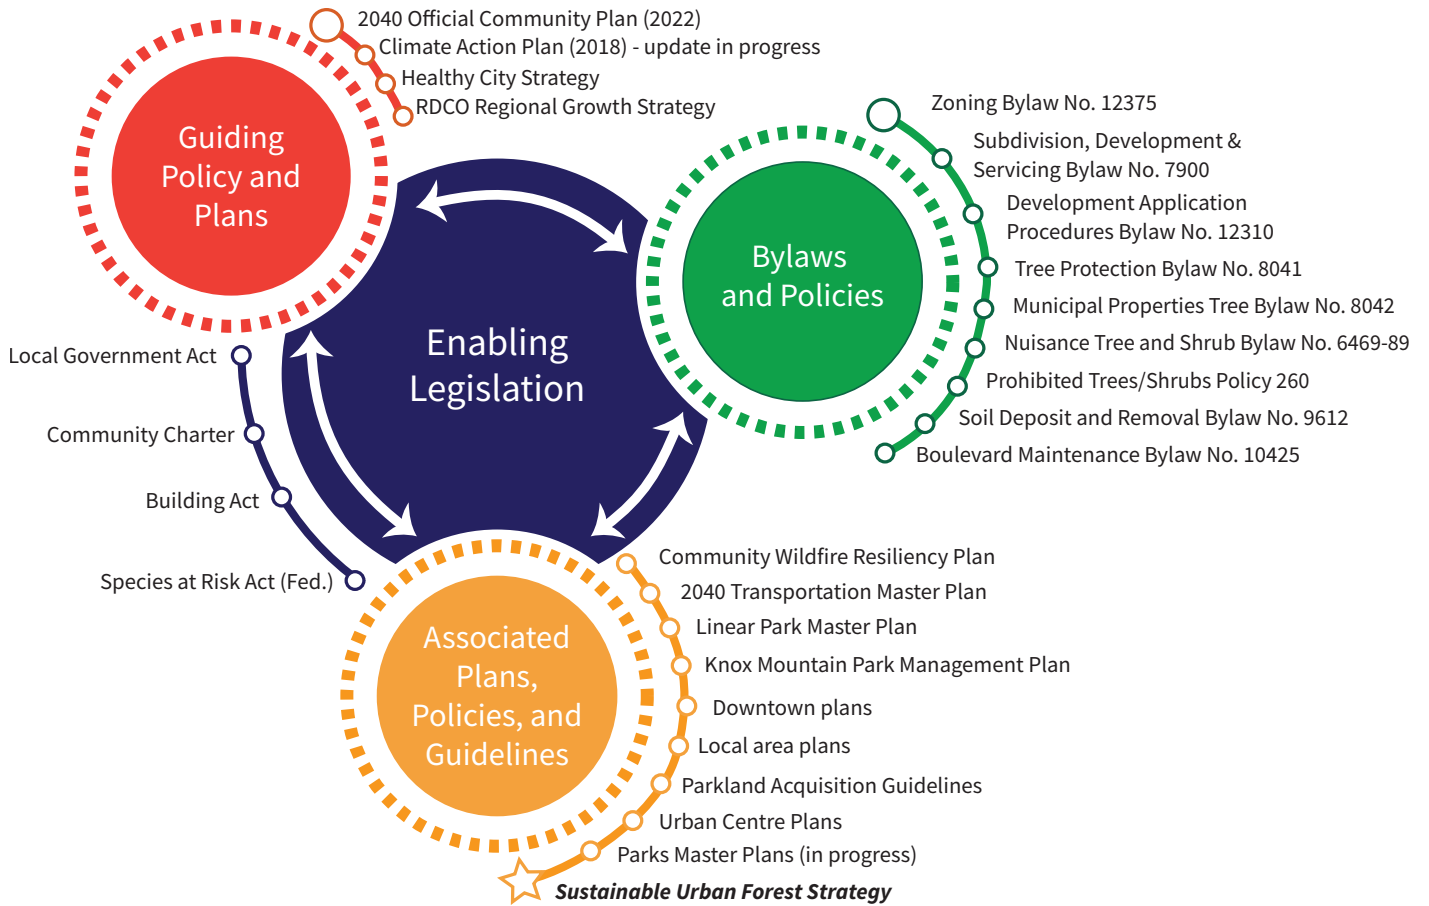 2040 Official Community Plan (2022)
Climate Action Plan (2018) - update in progress
Healthy City Strategy
RDCO Regional Growth Strategy
Guiding
Policy and
Plans
Zoning Bylaw No. 12375
Subdivision, Development &
Servicing Bylaw No. 7900
Development Application
Procedures Bylaw No. 12310
Tree Protection Bylaw No. 8041
Municipal Properties Tree Bylaw No. 8042
Nuisance Tree and Shrub Bylaw No. 6469-89
Prohibited Trees/Shrubs Policy 260
Soil Deposit and Removal Bylaw No. 9612
Boulevard Maintenance Bylaw No. 10425
Bylaws
and Policies
Enabling
Legislation
Local Government Act
Community Charter
Building Act
Species at Risk Act (Fed.)
Associated
Plans,
Policies, and
Guidelines
Community Wildfire Resiliency Plan
2040 Transportation Master Plan
Linear Park Master Plan
Knox Mountain Park Management Plan
Downtown plans
Local area plans
Parkland Acquisition Guidelines
Urban Centre Plans
Parks Master Plans (in progress)
Sustainable Urban Forest Strategy